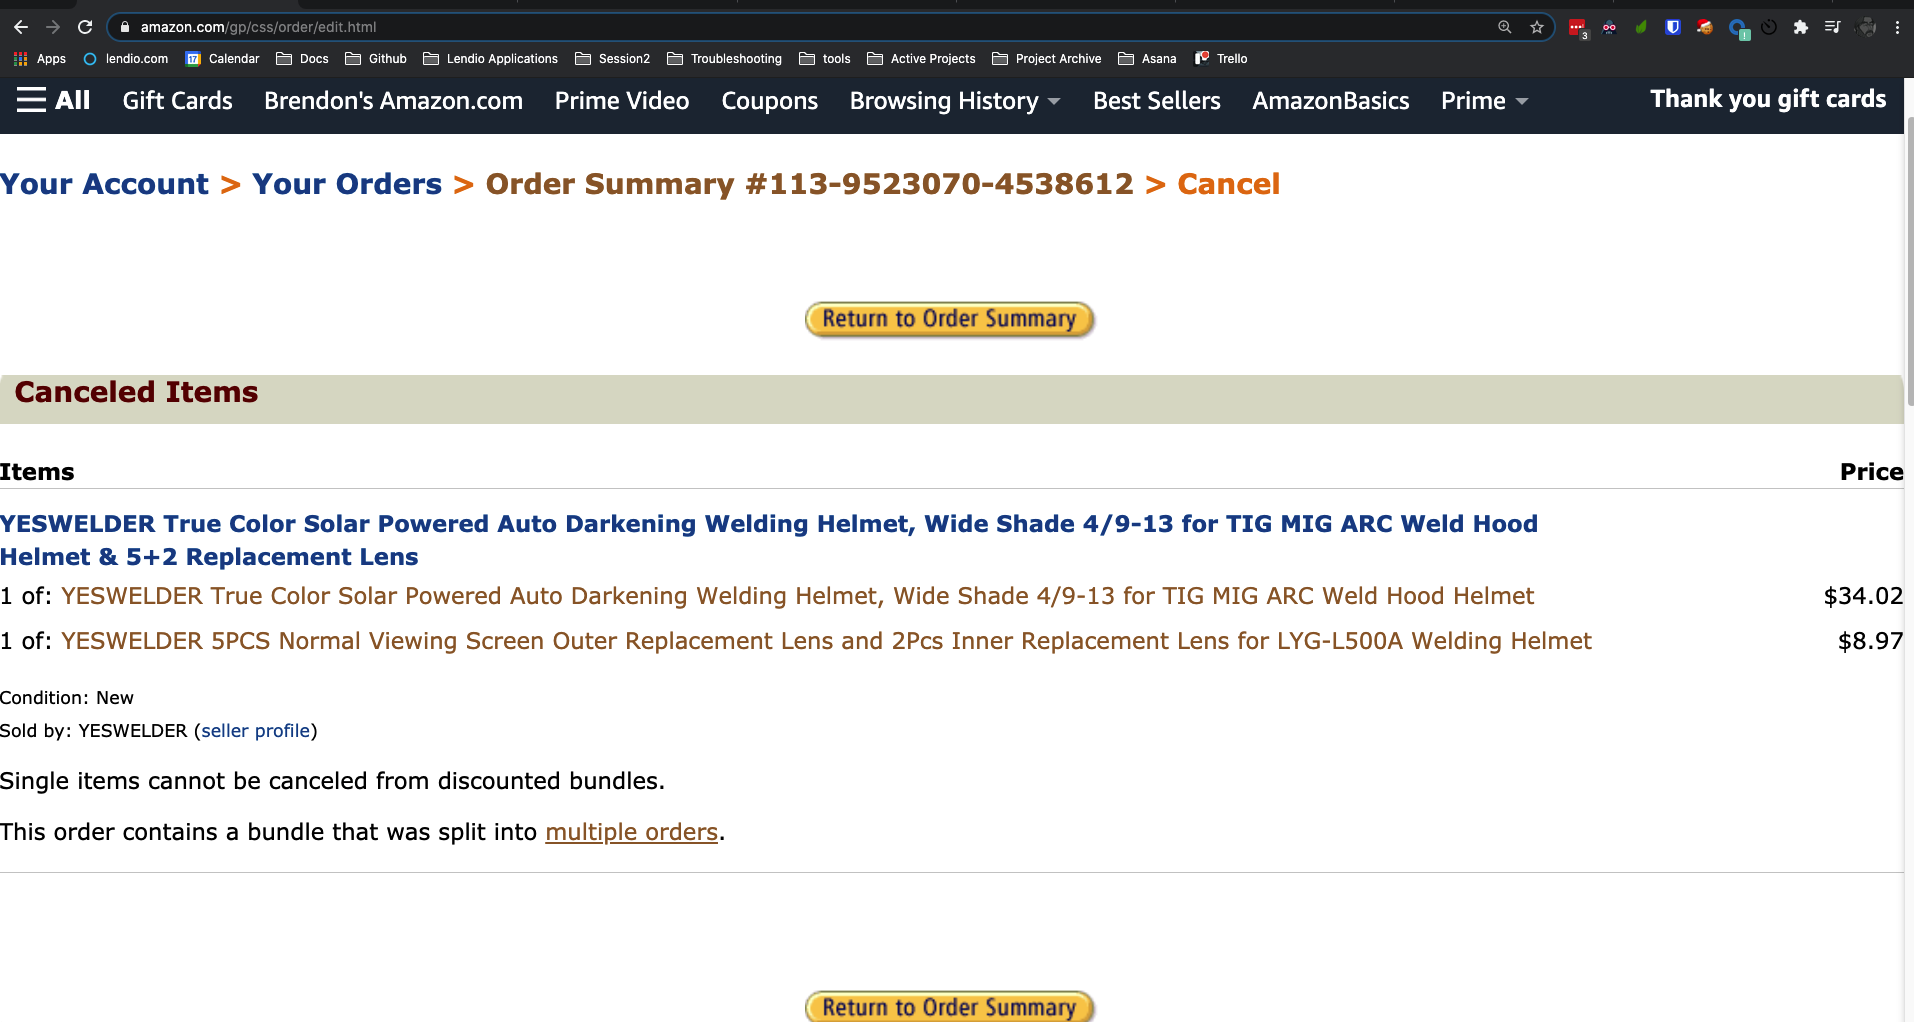 amazon.com/gp/css/order/edit.html
3
Apps lendio.com 17 Calendar Docs Github Lendio Applications Session2 Troubleshooting tools Active Projects Project Archive Asana Trello
All Gift Cards Brendon's Amazon.com Prime Video Coupons Browsing History Best Sellers AmazonBasics Prime Thank you gift cards
Your Account > Your Orders > Order Summary #113-9523070-4538612 > Cancel
Return to Order Summary
Canceled Items
Items Price
YESWELDER True Color Solar Powered Auto Darkening Welding Helmet, Wide Shade 4/9-13 for TIG MIG ARC Weld Hood
Helmet & 5+2 Replacement Lens
1 of: YESWELDER True Color Solar Powered Auto Darkening Welding Helmet, Wide Shade 4/9-13 for TIG MIG ARC Weld Hood Helmet $34.02
1 of: YESWELDER 5PCS Normal Viewing Screen Outer Replacement Lens and 2Pcs Inner Replacement Lens for LYG-L500A Welding Helmet $8.97
Condition: New
Sold by: YESWELDER (seller profile)
Single items cannot be canceled from discounted bundles.
This order contains a bundle that was split into multiple orders.
Return to Order Summary